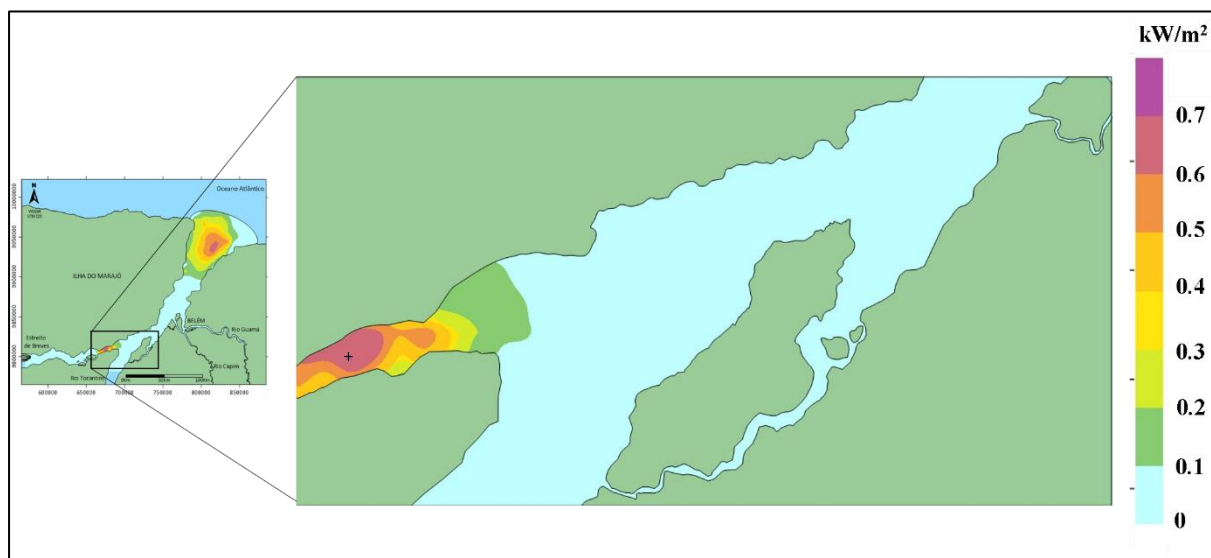 kW/m²
0.7
0.6
0.5
0.4
0.3
0.2
0.1
0
N
Oceano Atlântico
ILHA DO MARAJÓ
BELÉM
Rio Guamá
Estreito
de Breves
Rio Capim
Rio Tocantins
600000
650000
700000
750000
800000
850000